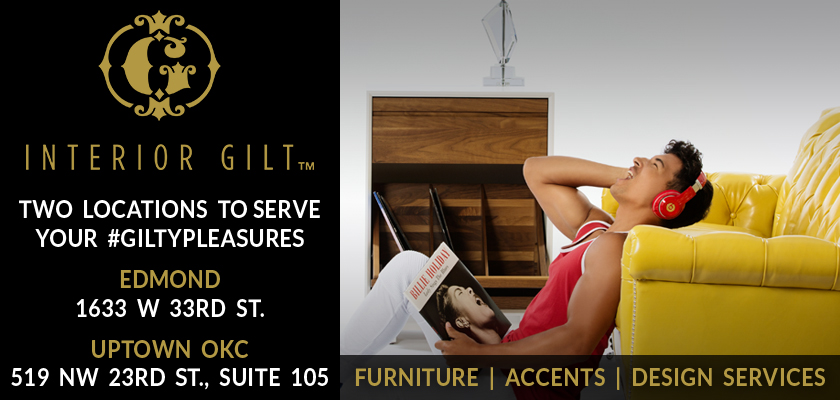 G
INTERIOR GILT™
TWO LOCATIONS TO SERVE
YOUR #GILTYPLEASURES
EDMOND
1633 W 33RD ST.
UPTOWN OKC
519 NW 23RD ST., SUITE 105
BILLIE HOLIDAY
FURNITURE | ACCENTS | DESIGN SERVICES